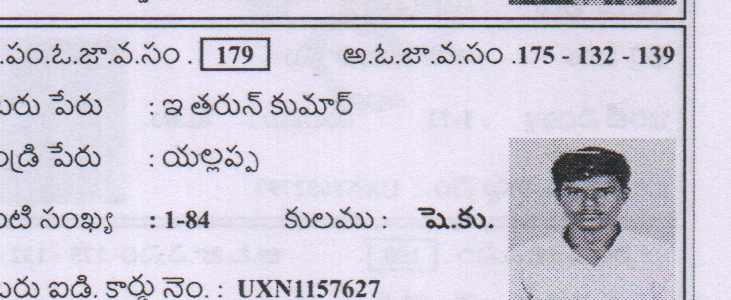 .పం.ఓ.జా.వ.సం . 179 అ.ఓ.జా.వ.సం .175 - 132 - 139
పేరు : ఇ తరున్ కుమార్
పేరు : యల్లప్ప
సంఖ్య : 1-84 కులము : షె.కు.
ఐడి. కార్డు నెం. : UXN1157627